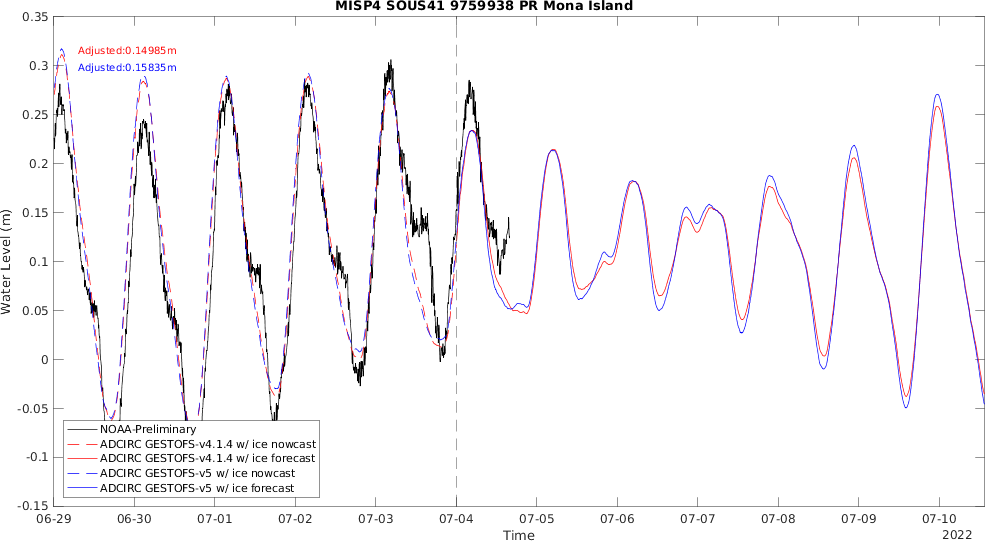 MISP4 SOUS41 9759938 PR Mona Island
Adjusted:0.14985m
Adjusted:0.15835m
Water Level (m)
0.35
0.3
0.25
0.2
0.15
0.1
0.05
0
-0.05
-0.1
-0.15
NOAA-Preliminary
ADCIRC GESTOFS-v4.1.4 w/ ice nowcast
ADCIRC GESTOFS-v4.1.4 w/ ice forecast
ADCIRC GESTOFS-v5 w/ ice nowcast
ADCIRC GESTOFS-v5 w/ ice forecast
06-29 06-30 07-01 07-02 07-03 07-04 07-05 07-06 07-07 07-08 07-09 07-10
Time
2022